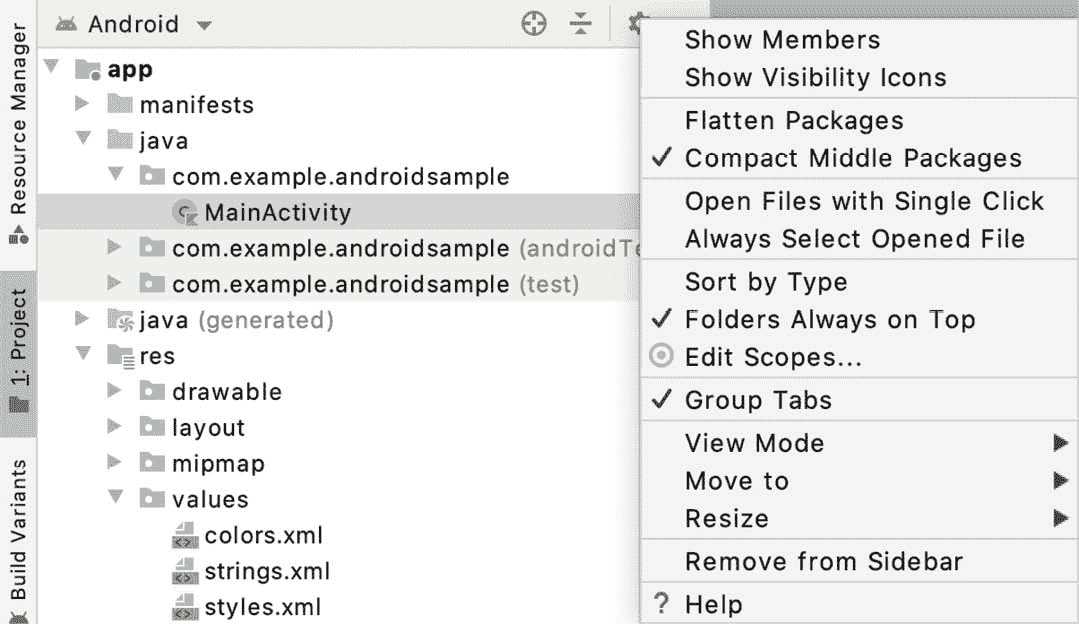 Resource Manager
1: Project
Build Variants
Android
app
manifests
java
com.example.androidsample
MainActivity
com.example.androidsample (androidTe
com.example.androidsample (test)
java (generated)
res
drawable
layout
mipmap
values
colors.xml
strings.xml
styles.xml
Show Members
Show Visibility Icons
Flatten Packages
Compact Middle Packages
Open Files with Single Click
Always Select Opened File
Sort by Type
Folders Always on Top
Edit Scopes...
Group Tabs
View Mode
Move to
Resize
Remove from Sidebar
? Help